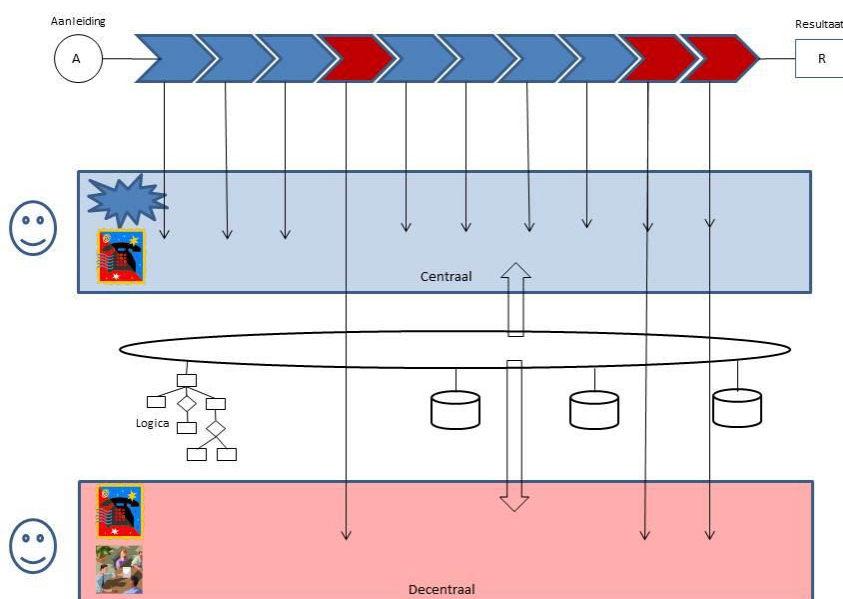 Aanleiding
Resultaat
A
R
Centraal
Logica
Decentraal